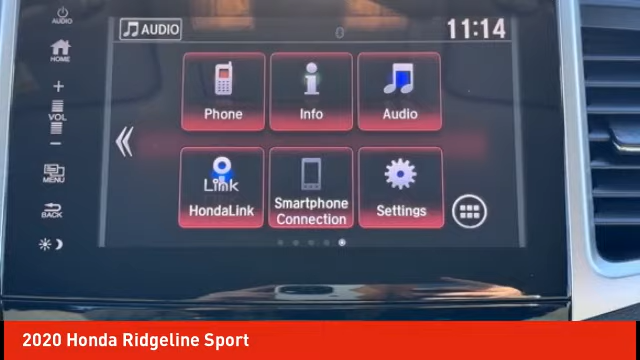 AUDIO
AUDIO
11:14
HOME
+
VOL
-
MENU
BACK
Phone
Info
Audio
Link
HondaLink
Smartphone
Connection
Settings
2020 Honda Ridgeline Sport